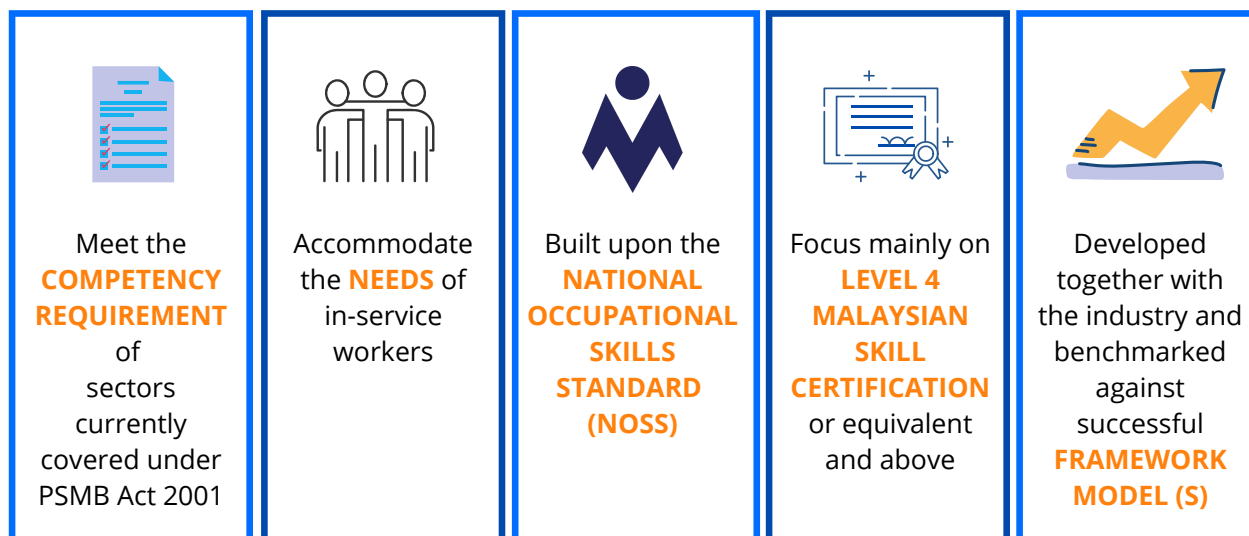 Meet the
COMPETENCY
REQUIREMENT
of
sectors
currently
covered under
PSMB Act 2001
Accommodate
the NEEDS of
in-service
workers
Built upon the
NATIONAL
OCCUPATIONAL
SKILLS
STANDARD
(NOSS)
Focus mainly on
LEVEL 4
MALAYSIAN
SKILL
CERTIFICATION
or equivalent
and above
Developed
together with
the industry and
benchmarked
against
successful
FRAMEWORK
MODEL (S)